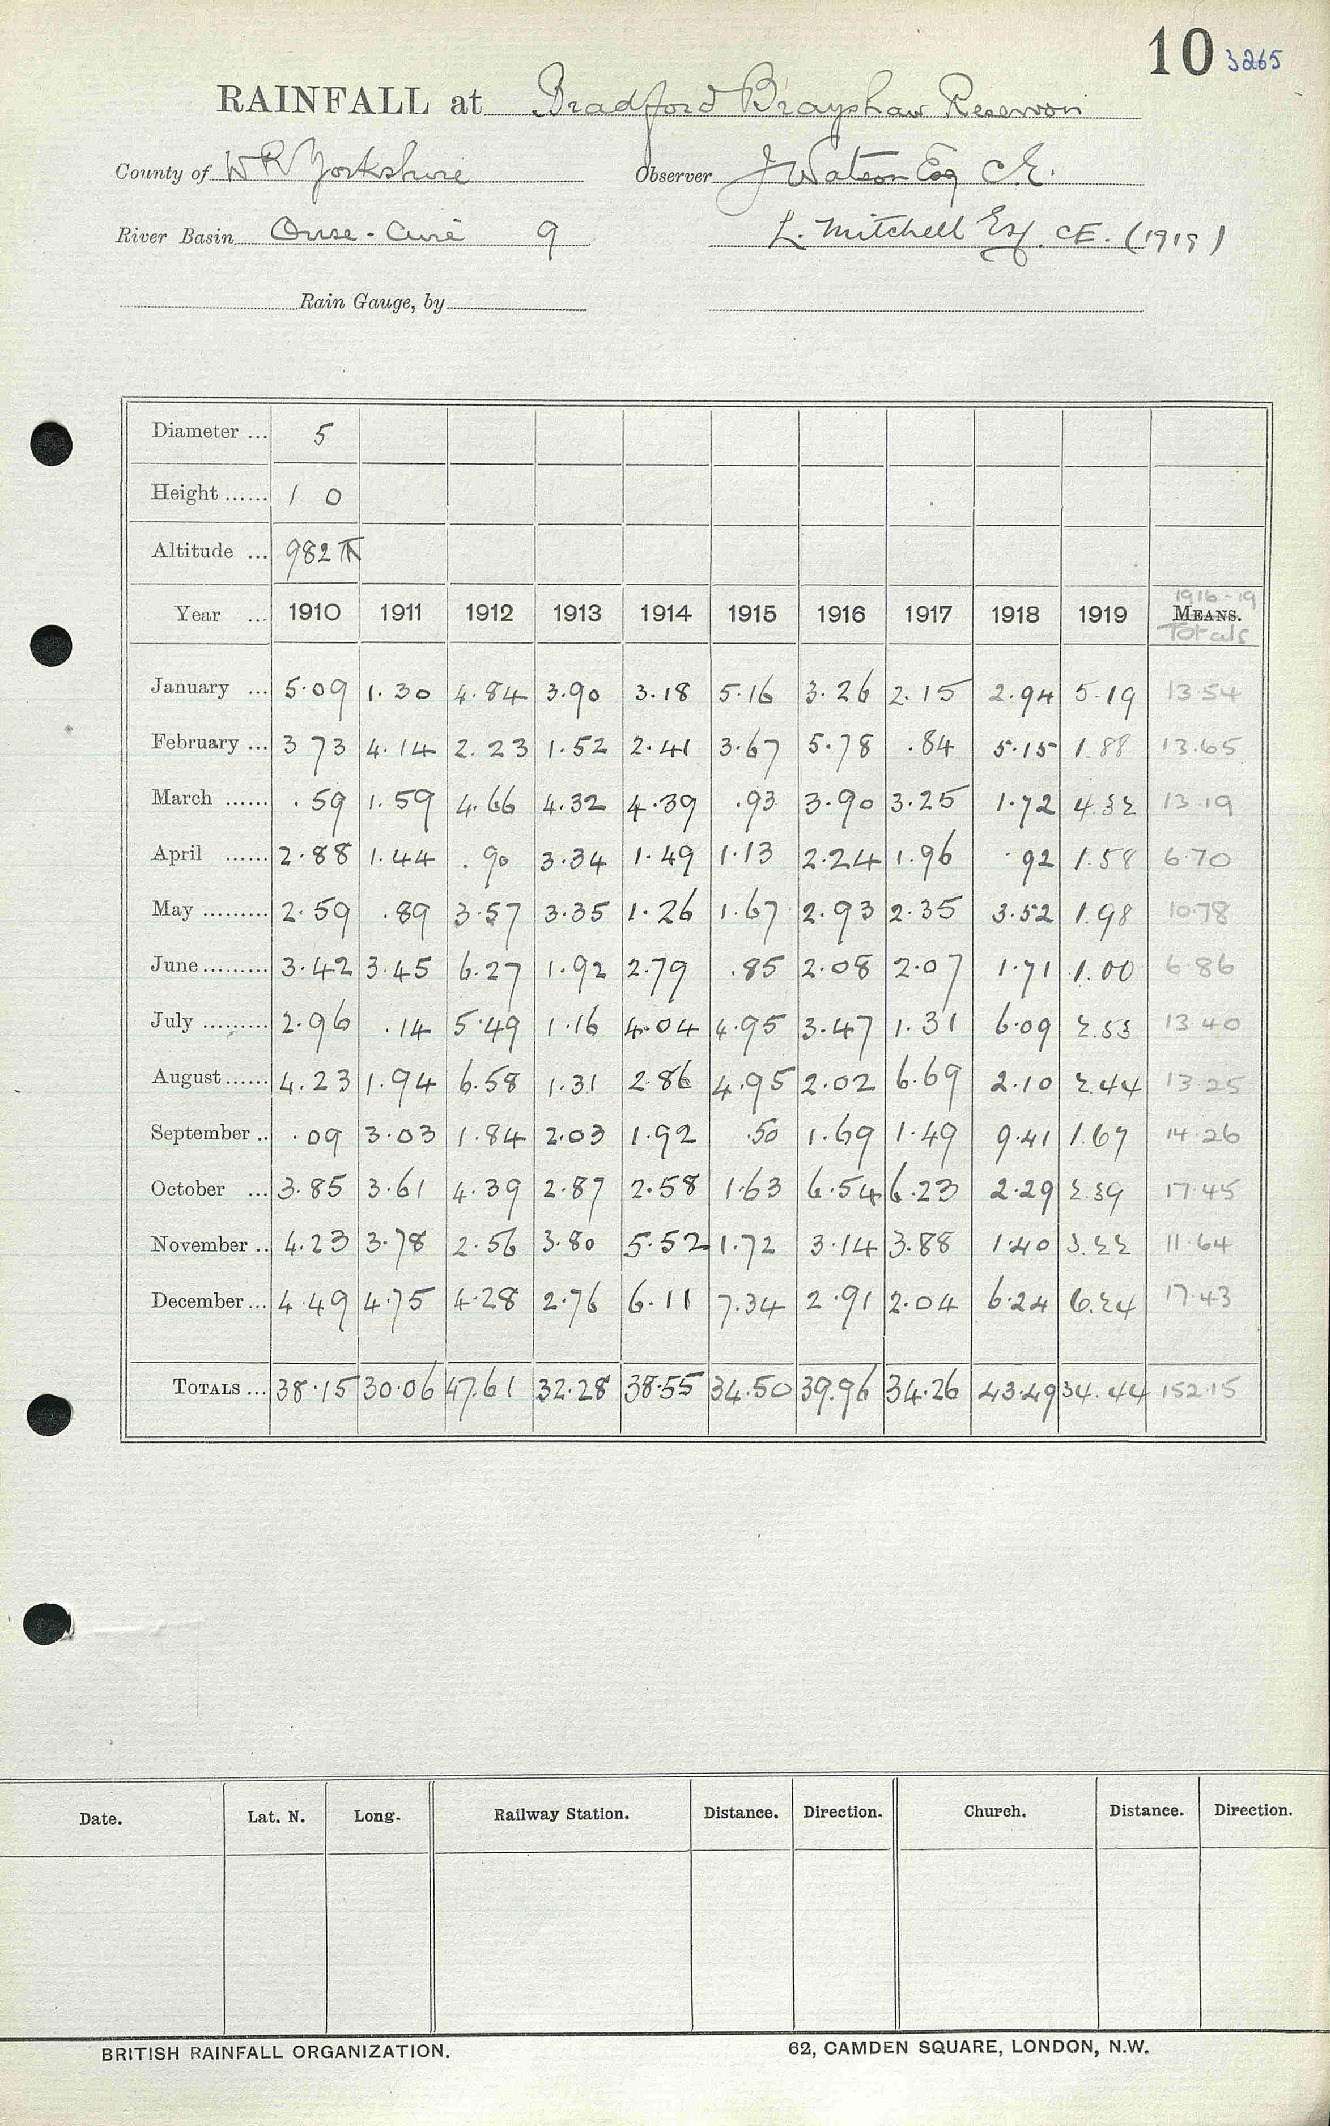 10 3265
RAINFALL at Bradford Brayshaw Reservoir
County of W R Yorkshire Observer J Watson Esq C.E.
River Basin Ouse - Aire 9 L. Mitchell Esq. CE. (1919)
Rain Gauge, by
Diameter ... 5
Height ...... 1 0
Altitude ... 982 ft
1916-19
Year ... 1910 1911 1912 1913 1914 1915 1916 1917 1918 1919 MEANS.
Totals
January ... 5.09 1.30 4.84 3.90 3.18 5.16 3.26 2.15 2.94 5.19 13.54
February ... 3 73 4.14 2.23 1.52 2.41 3.67 5.78 .84 5.15 1.88 13.65
March ...... .59 1.59 4.66 4.32 4.39 .93 3.90 3.25 1.72 4.32 13 19
April ...... 2.88 1.44 .90 3.34 1.49 1.13 2.24 1.96 .92 1.58 6.70
May ......... 2.59 .89 3.57 3.35 1.26 1.67 2.93 2.35 3.52 1.98 10.78
June ......... 3.42 3.45 6.27 1.92 2.79 .85 2.08 2.07 1.71 1.00 6.86
July ......... 2.96 .14 5.49 1.16 4.04 4.95 3.47 1.31 6.09 2.53 13 40
August ...... 4.23 1.94 6.58 1.31 2.86 4.95 2.02 6.69 2.10 2.44 13.25
September .. .09 3.03 1.84 2.03 1.92 .50 1.69 1.49 9.41 1.67 14.26
October ... 3.85 3.61 4.39 2.87 2.58 1.63 6.54 6.23 2.29 2.39 17.45
November .. 4.23 3.78 2.56 3.80 5.52 1.72 3.14 3.88 1.40 3.22 11.64
December ... 4 49 4.75 4.28 2.76 6.11 7.34 2.91 2.04 6.24 6.24 17.43
TOTALS ... 38.15 30.06 47.61 32.28 38.55 34.50 39.96 34.26 43.49 34.44 152.15
Date. Lat. N. Long. Railway Station. Distance. Direction. Church. Distance. Direction.
BRITISH RAINFALL ORGANIZATION. 62, CAMDEN SQUARE, LONDON, N.W.